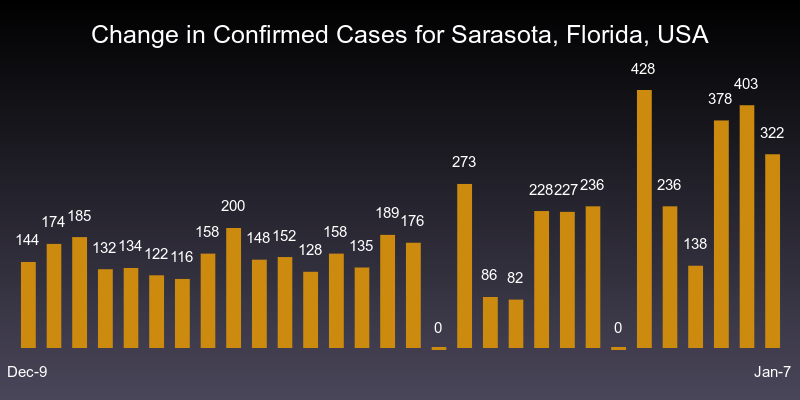 Change in Confirmed Cases for Sarasota, Florida, USA
144 174 185 132 134 122 116 158 200 148 152 128 158 135 189 176 0 273 86 82 228 227 236 0 428 236 138 378 403 322
Dec-9 Jan-7